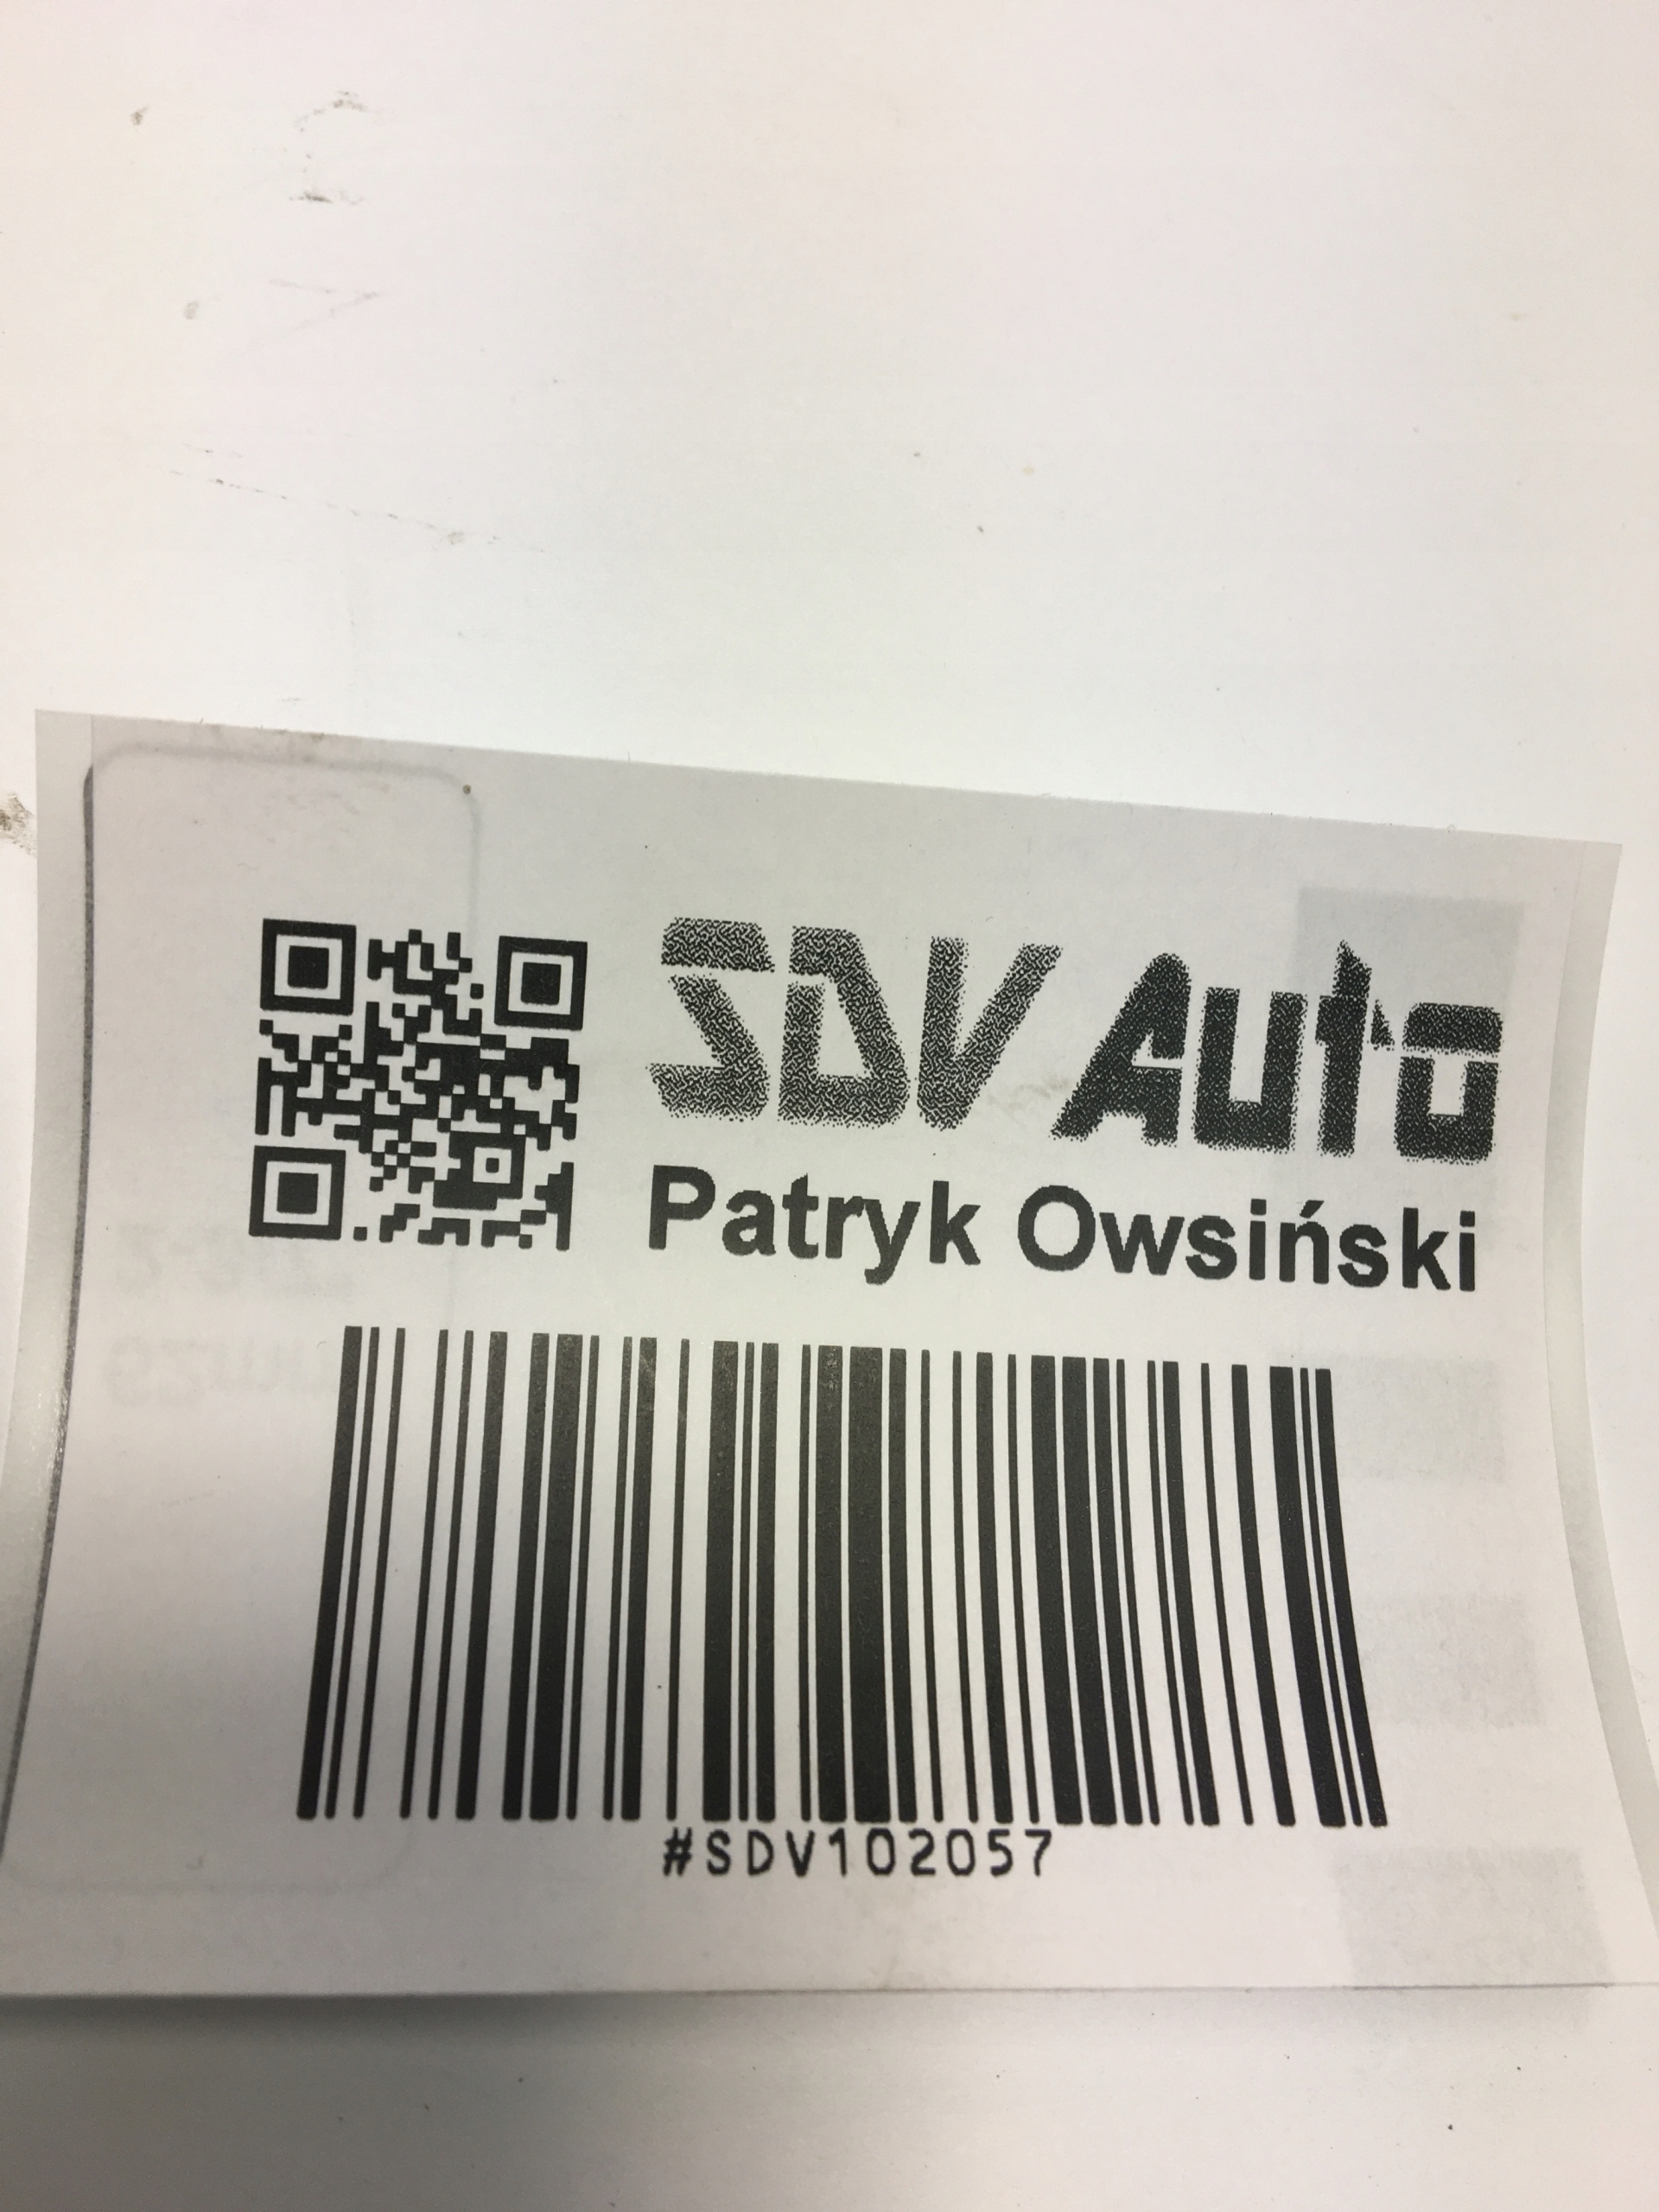 SDV Auto
Patryk Owsiński
#SDV102057